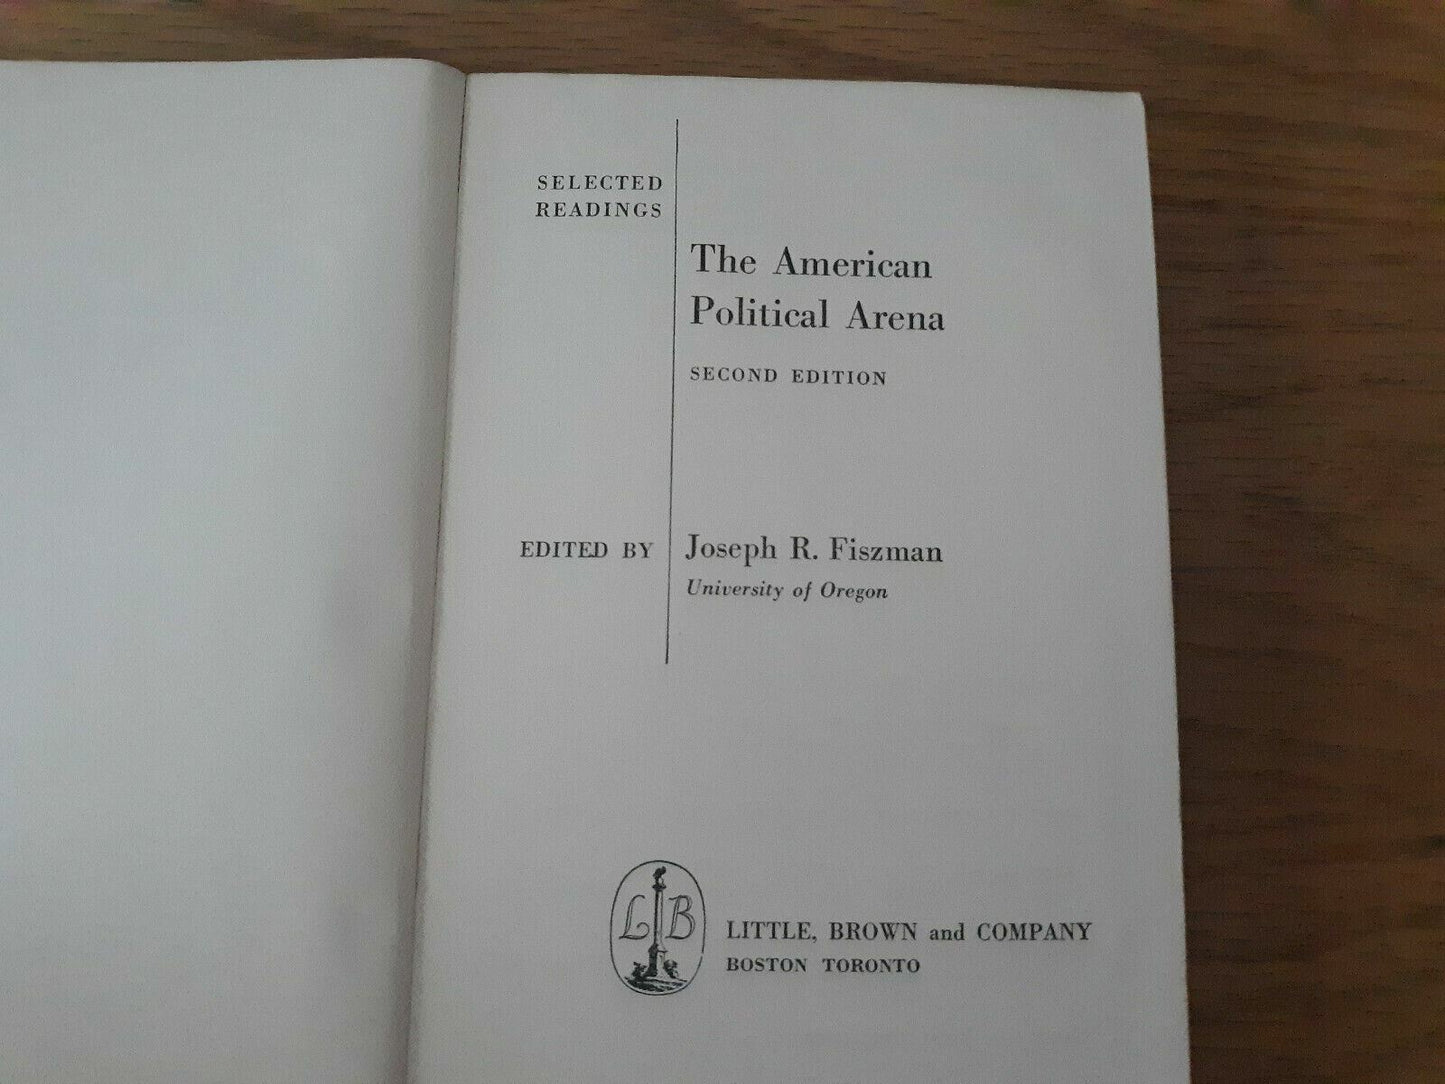 SELECTED
READINGS
The American
Political Arena
SECOND EDITION
EDITED BY
Joseph R. Fiszman
University of Oregon
L B
LITTLE, BROWN and COMPANY
BOSTON TORONTO